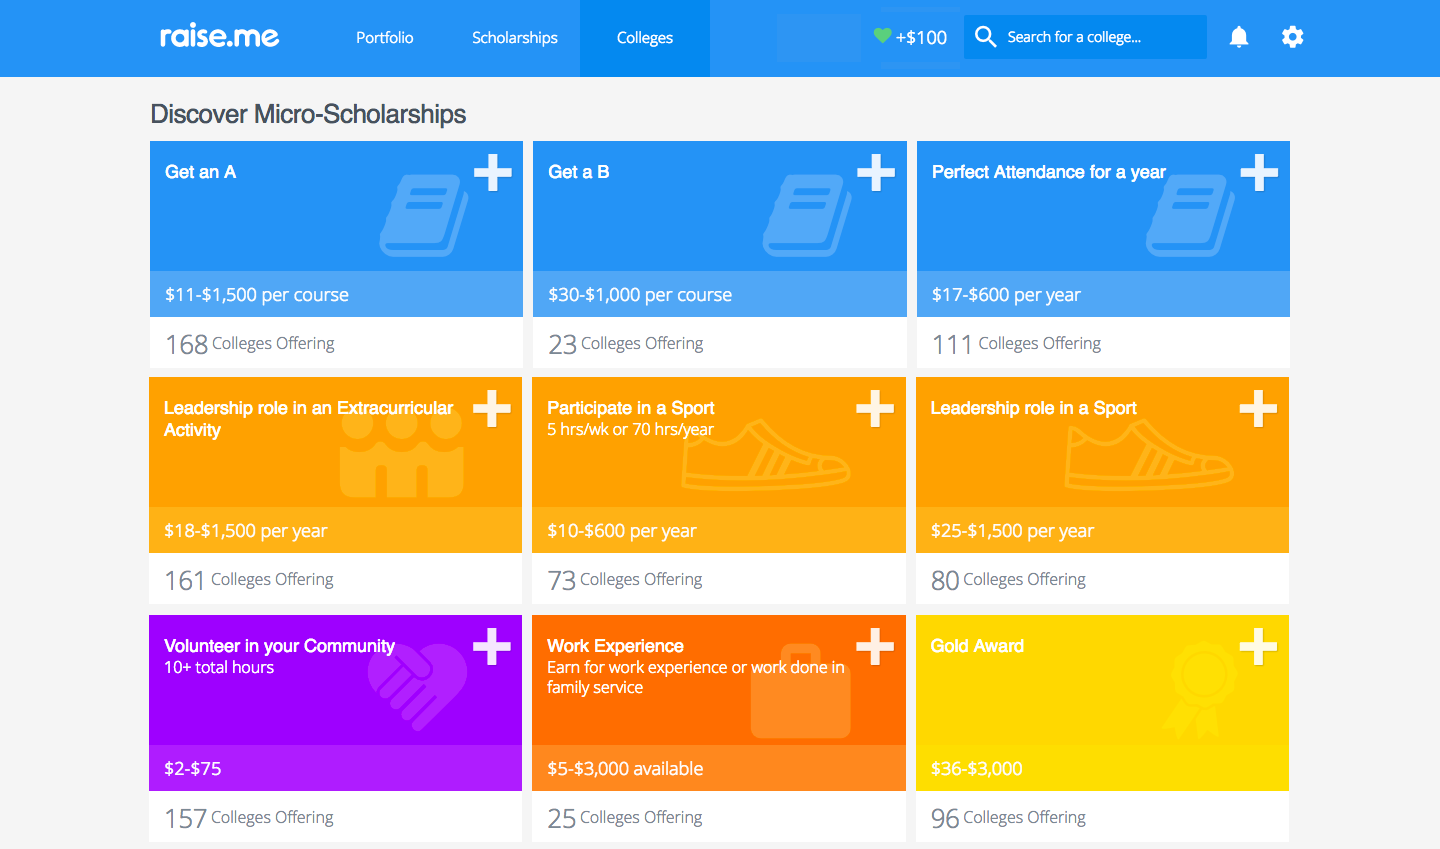 raise.me
Portfolio
Scholarships
Colleges
+$100
Search for a college...
Discover Micro-Scholarships
Get an A
$11-$1,500 per course
168 Colleges Offering
Get a B
$30-$1,000 per course
23 Colleges Offering
Perfect Attendance for a year
$17-$600 per year
111 Colleges Offering
Leadership role in an Extracurricular
Activity
$18-$1,500 per year
161 Colleges Offering
Participate in a Sport
5 hrs/wk or 70 hrs/year
$10-$600 per year
73 Colleges Offering
Leadership role in a Sport
$25-$1,500 per year
80 Colleges Offering
Volunteer in your Community
10+ total hours
$2-$75
157 Colleges Offering
Work Experience
Earn for work experience or work done in
family service
$5-$3,000 available
25 Colleges Offering
Gold Award
$36-$3,000
96 Colleges Offering